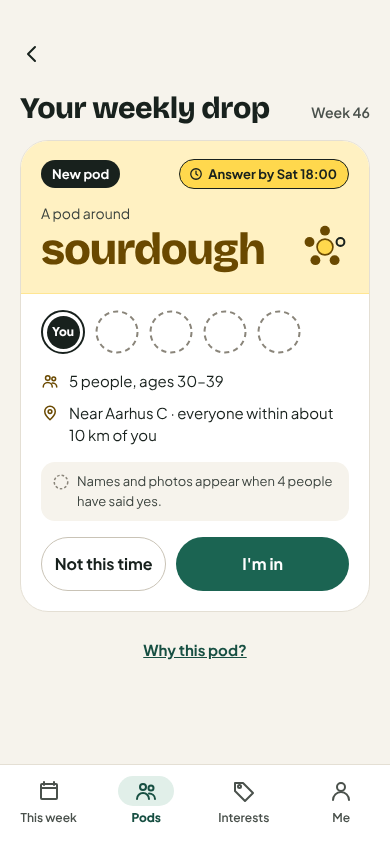 Your weekly drop
Week 46
New pod
Answer by Sat 18:00
A pod around
sourdough
You
5 people, ages 30–39
Near Aarhus C · everyone within about
10 km of you
Names and photos appear when 4 people
have said yes.
Not this time
I'm in
Why this pod?
This week
Pods
Interests
Me